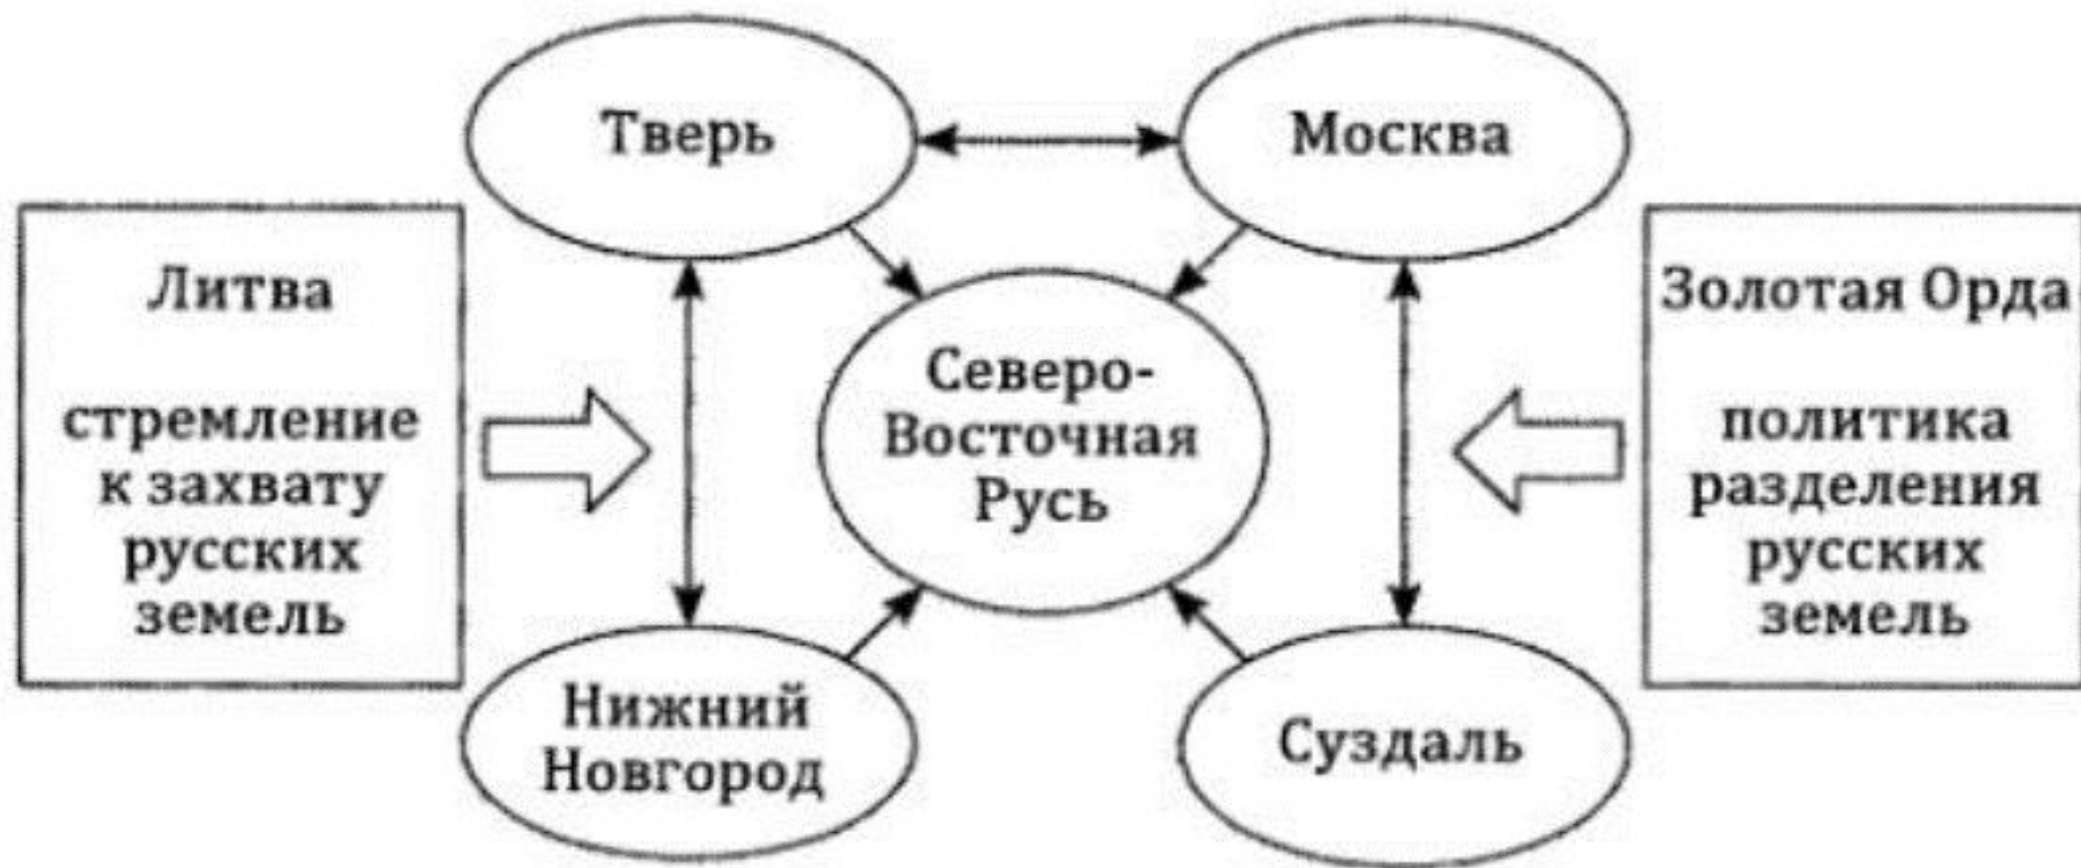 Тверь
Москва
Литва
стремление
к захвату
русских
земель
Северо-
Восточная
Русь
Золотая Орда
политика
разделения
русских
земель
Нижний
Новгород
Суздаль